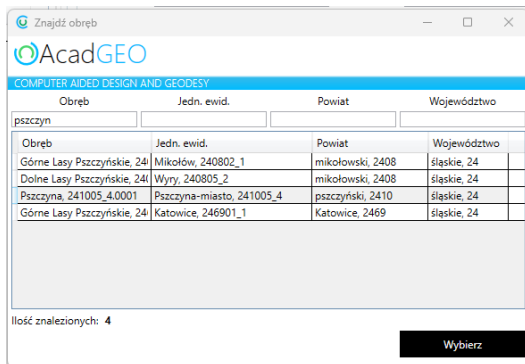 Znajdź obręb
AcadGEO
COMPUTER AIDED DESIGN AND GEODESY
Obręb Jedn. ewid. Powiat Województwo
pszczyn
Obręb Jedn. ewid. Powiat Województwo
Górne Lasy Pszczyńskie, 24 Mikołów, 240802_1 mikołowski, 2408 śląskie, 24
Dolne Lasy Pszczyńskie, 240 Wyry, 240805_2 mikołowski, 2408 śląskie, 24
Pszczyna, 241005_4.0001 Pszczyna-miasto, 241005_4 pszczyński, 2410 śląskie, 24
Górne Lasy Pszczyńskie, 24 Katowice, 246901_1 Katowice, 2469 śląskie, 24
Ilość znalezionych: 4
Wybierz